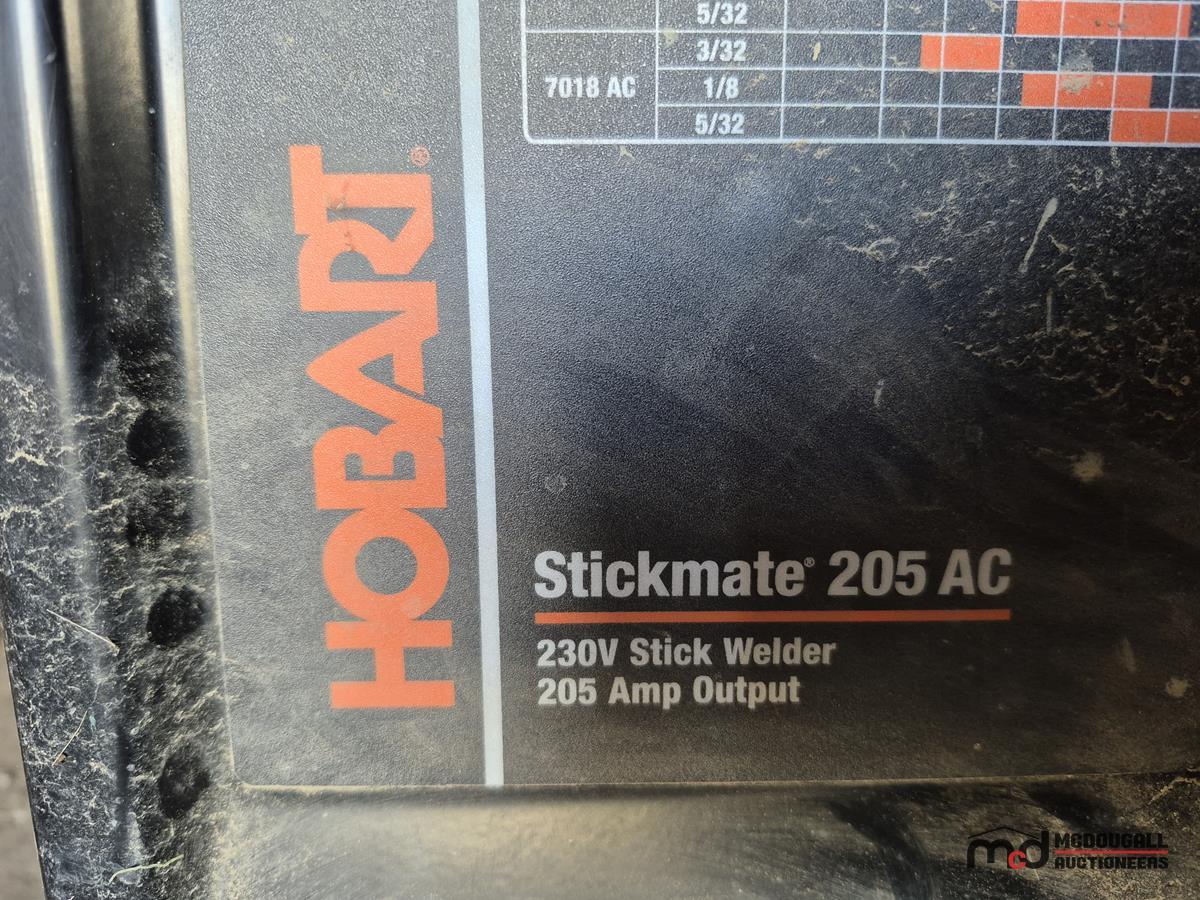 5/32
3/32
7018 AC 1/8
5/32
HOBART®
Stickmate® 205 AC
230V Stick Welder
205 Amp Output
mcd MCDOUGALL
AUCTIONEERS